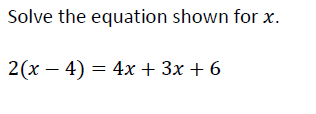 Solve the equation shown for x.
2(x − 4) = 4x + 3x + 6